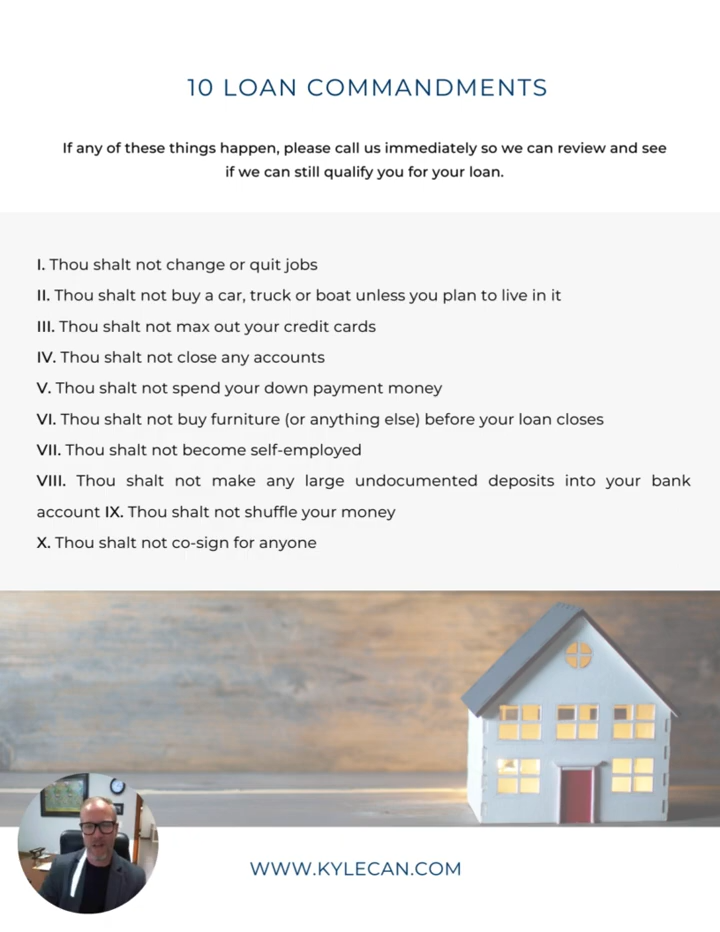 10 LOAN COMMANDMENTS
If any of these things happen, please call us immediately so we can review and see
if we can still qualify you for your loan.
I. Thou shalt not change or quit jobs
II. Thou shalt not buy a car, truck or boat unless you plan to live in it
III. Thou shalt not max out your credit cards
IV. Thou shalt not close any accounts
V. Thou shalt not spend your down payment money
VI. Thou shalt not buy furniture (or anything else) before your loan closes
VII. Thou shalt not become self-employed
VIII. Thou shalt not make any large undocumented deposits into your bank
account IX. Thou shalt not shuffle your money
X. Thou shalt not co-sign for anyone
WWW.KYLECAN.COM